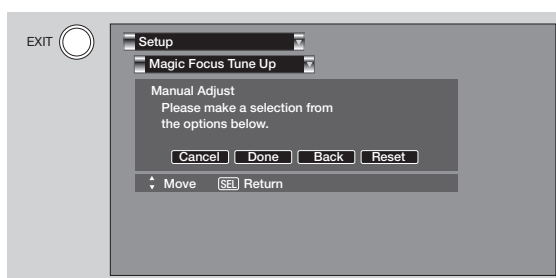 EXIT
Setup
Magic Focus Tune Up
Manual Adjust
Please make a selection from
the options below.
Cancel Done Back Reset
Move SEL Return